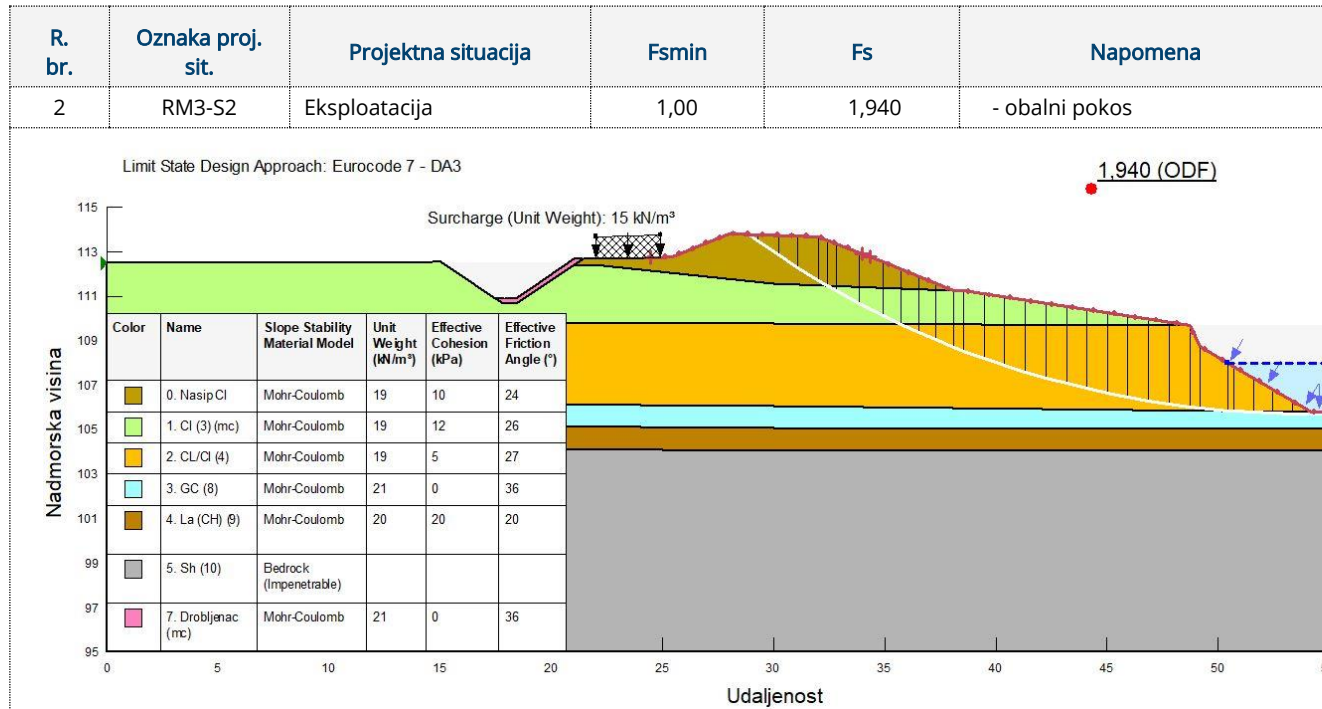 R. br. Oznaka proj. sit. Projektna situacija Fsmin Fs Napomena
2 RM3-S2 Eksploatacija 1,00 1,940 - obalni pokos
Limit State Design Approach: Eurocode 7 - DA3
1,940 (ODF)
Surcharge (Unit Weight): 15 kN/m³
115
113
111
109
107
105
103
101
99
97
95
Nadmorska visina
Color Name Slope Stability Material Model Unit Weight (kN/m³) Effective Cohesion (kPa) Effective Friction Angle (°)
0. Nasip CI Mohr-Coulomb 19 10 24
1. CI (3) (mc) Mohr-Coulomb 19 12 26
2. CL/CI (4) Mohr-Coulomb 19 5 27
3. GC (8) Mohr-Coulomb 21 0 36
4. La (CH) (9) Mohr-Coulomb 20 20 20
5. Sh (10) Bedrock (Impenetrable)
7. Drobljenac (mc) Mohr-Coulomb 21 0 36
0 5 10 15 20 25 30 35 40 45 50
Udaljenost